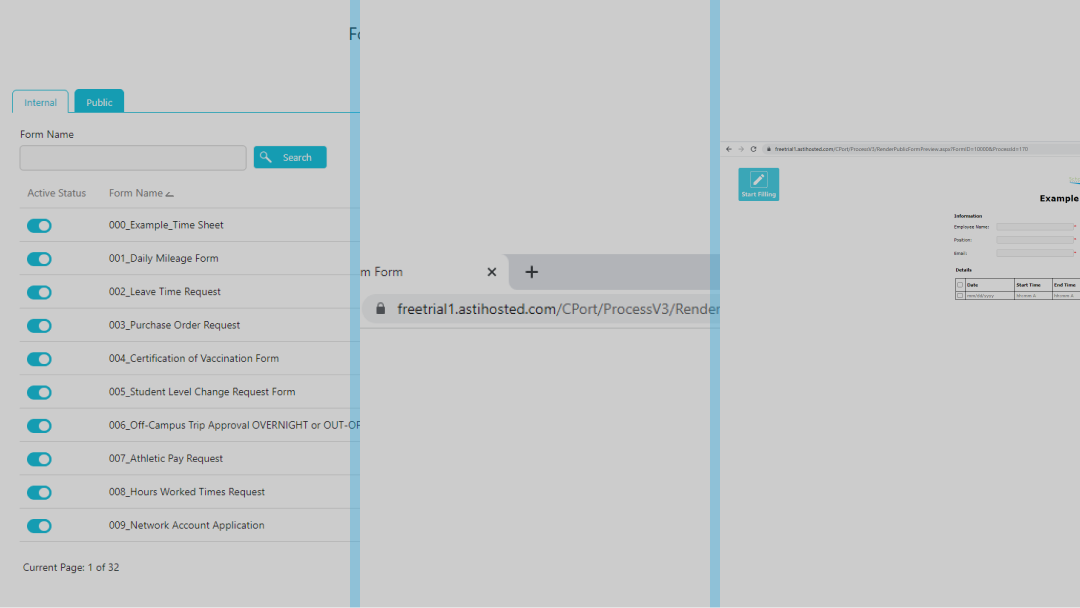 Fo
Internal
Public
Form Name
Search
Active Status
Form Name
000_Example_Time Sheet
001_Daily Mileage Form
002_Leave Time Request
003_Purchase Order Request
004_Certification of Vaccination Form
005_Student Level Change Request Form
006_Off-Campus Trip Approval OVERNIGHT or OUT-OF
007_Athletic Pay Request
008_Hours Worked Times Request
009_Network Account Application
Current Page: 1 of 32
m Form
freetrial1.astihosted.com/CPort/ProcessV3/Render
freetrial1.astihosted.com/CPort/ProcessV3/RenderPublicFormPreview.aspx?FormID=10000&ProcessId=170
Start Filling
Example
Information
Employee Name:
Position:
Email:
Details
Date Start Time End Time
mm/dd/yyyy hh:mm A hh:mm A